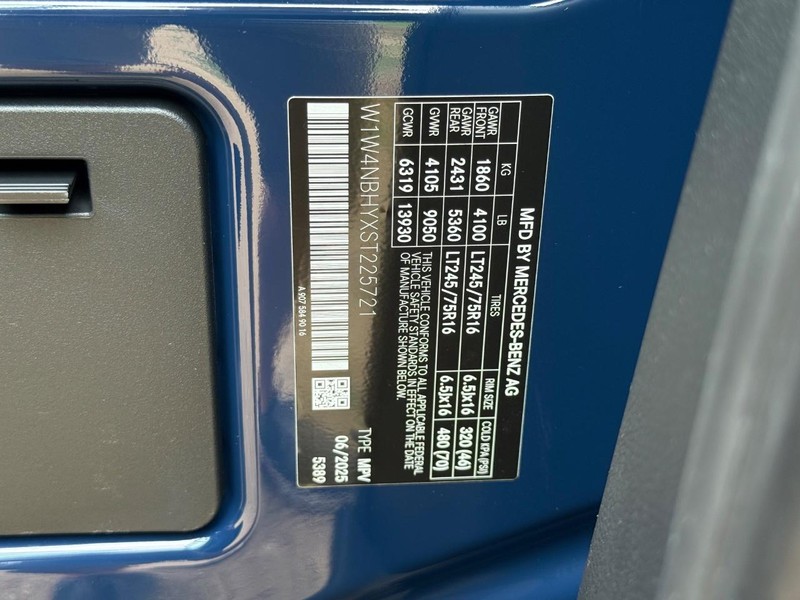 MFD BY MERCEDES-BENZ AG
KG LB TIRES RIM SIZE COLD KPA (PSI)
GAWR FRONT 1860 4100 LT245/75R16 6.5Jx16 320 (46)
GAWR REAR 2431 5360 LT245/75R16 6.5Jx16 480 (70)
GVWR 4105 9050
GCWR 6319 13930
THIS VEHICLE CONFORMS TO ALL APPLICABLE FEDERAL
VEHICLE SAFETY STANDARDS IN EFFECT ON THE DATE
OF MANUFACTURE SHOWN BELOW.
W1W4NBHYXST225721
TYPE MPV
06/2025
5389
A 907 584 90 16